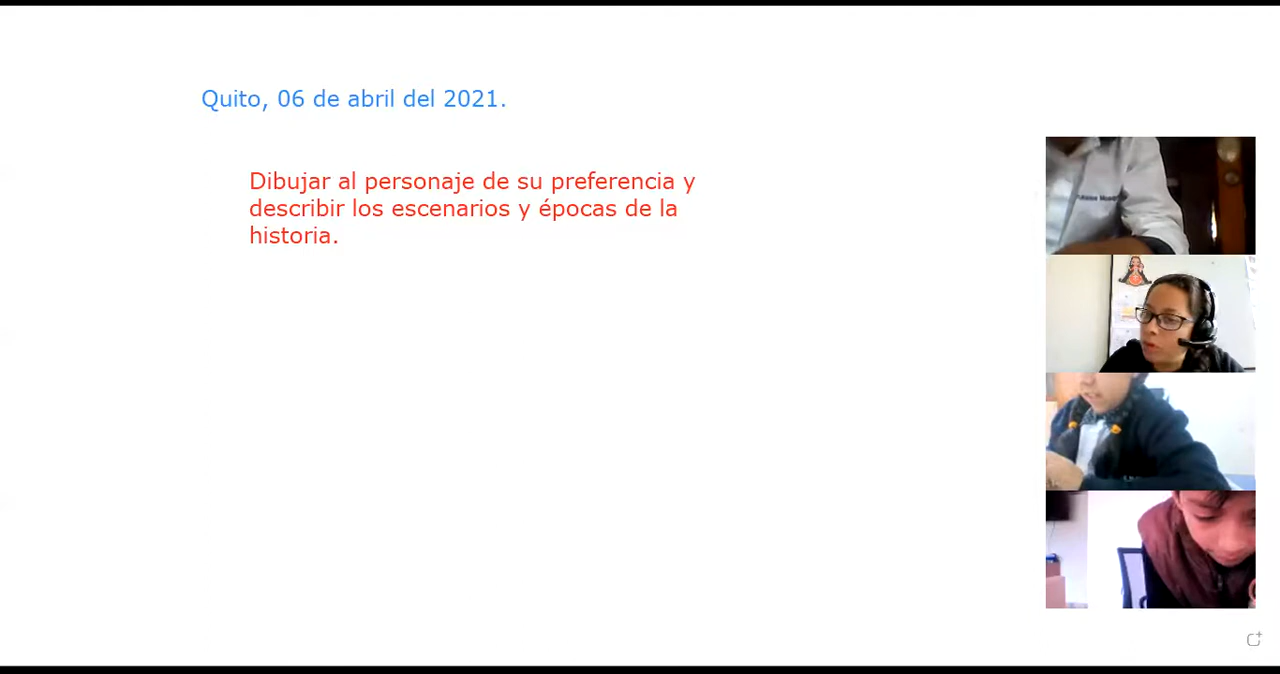 Quito, 06 de abril del 2021.
Dibujar al personaje de su preferencia y
describir los escenarios y épocas de la
historia.